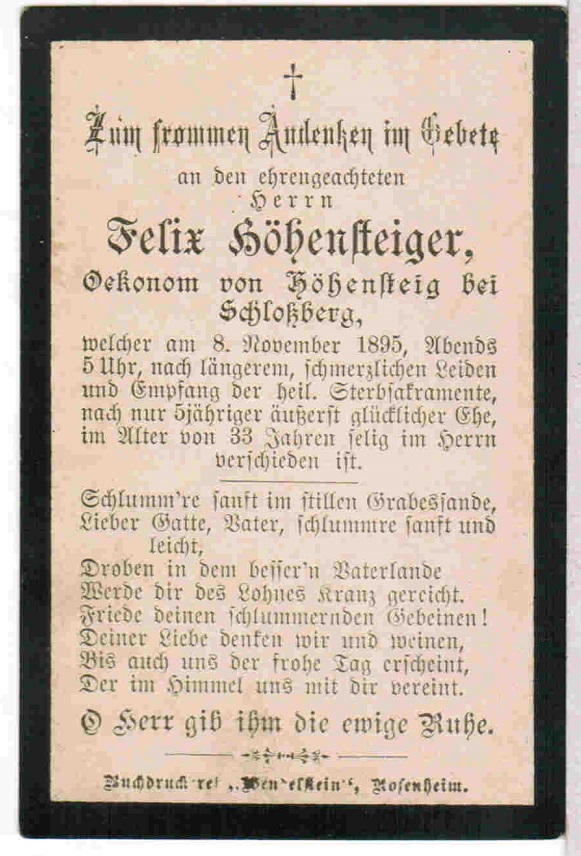 Zum frommen Andenken im Gebete
an den ehrengeachteten
Herrn
Felix Höhensteiger,
Oekonom von Höhensteig bei
Schloßberg,
welcher am 8. November 1895, Abends
5 Uhr, nach längerem, schmerzlichen Leiden
und Empfang der heil. Sterbsakramente,
nach nur 5jähriger äußerst glücklicher Ehe,
im Alter von 33 Jahren selig im Herrn
verschieden ist.
Schlumm're sanft im stillen Grabessande,
Lieber Gatte, Vater, schlummre sanft und
leicht,
Droben in dem besser'n Vaterlande
Werde dir des Lohnes Kranz gereicht.
Friede deinen schlummernden Gebeinen!
Deiner Liebe denken wir und weinen,
Bis auch uns der frohe Tag erscheint,
Der im Himmel uns mit dir vereint.
O Herr gib ihm die ewige Ruhe.
Buchdruckerei „Wendelstein“, Rosenheim.